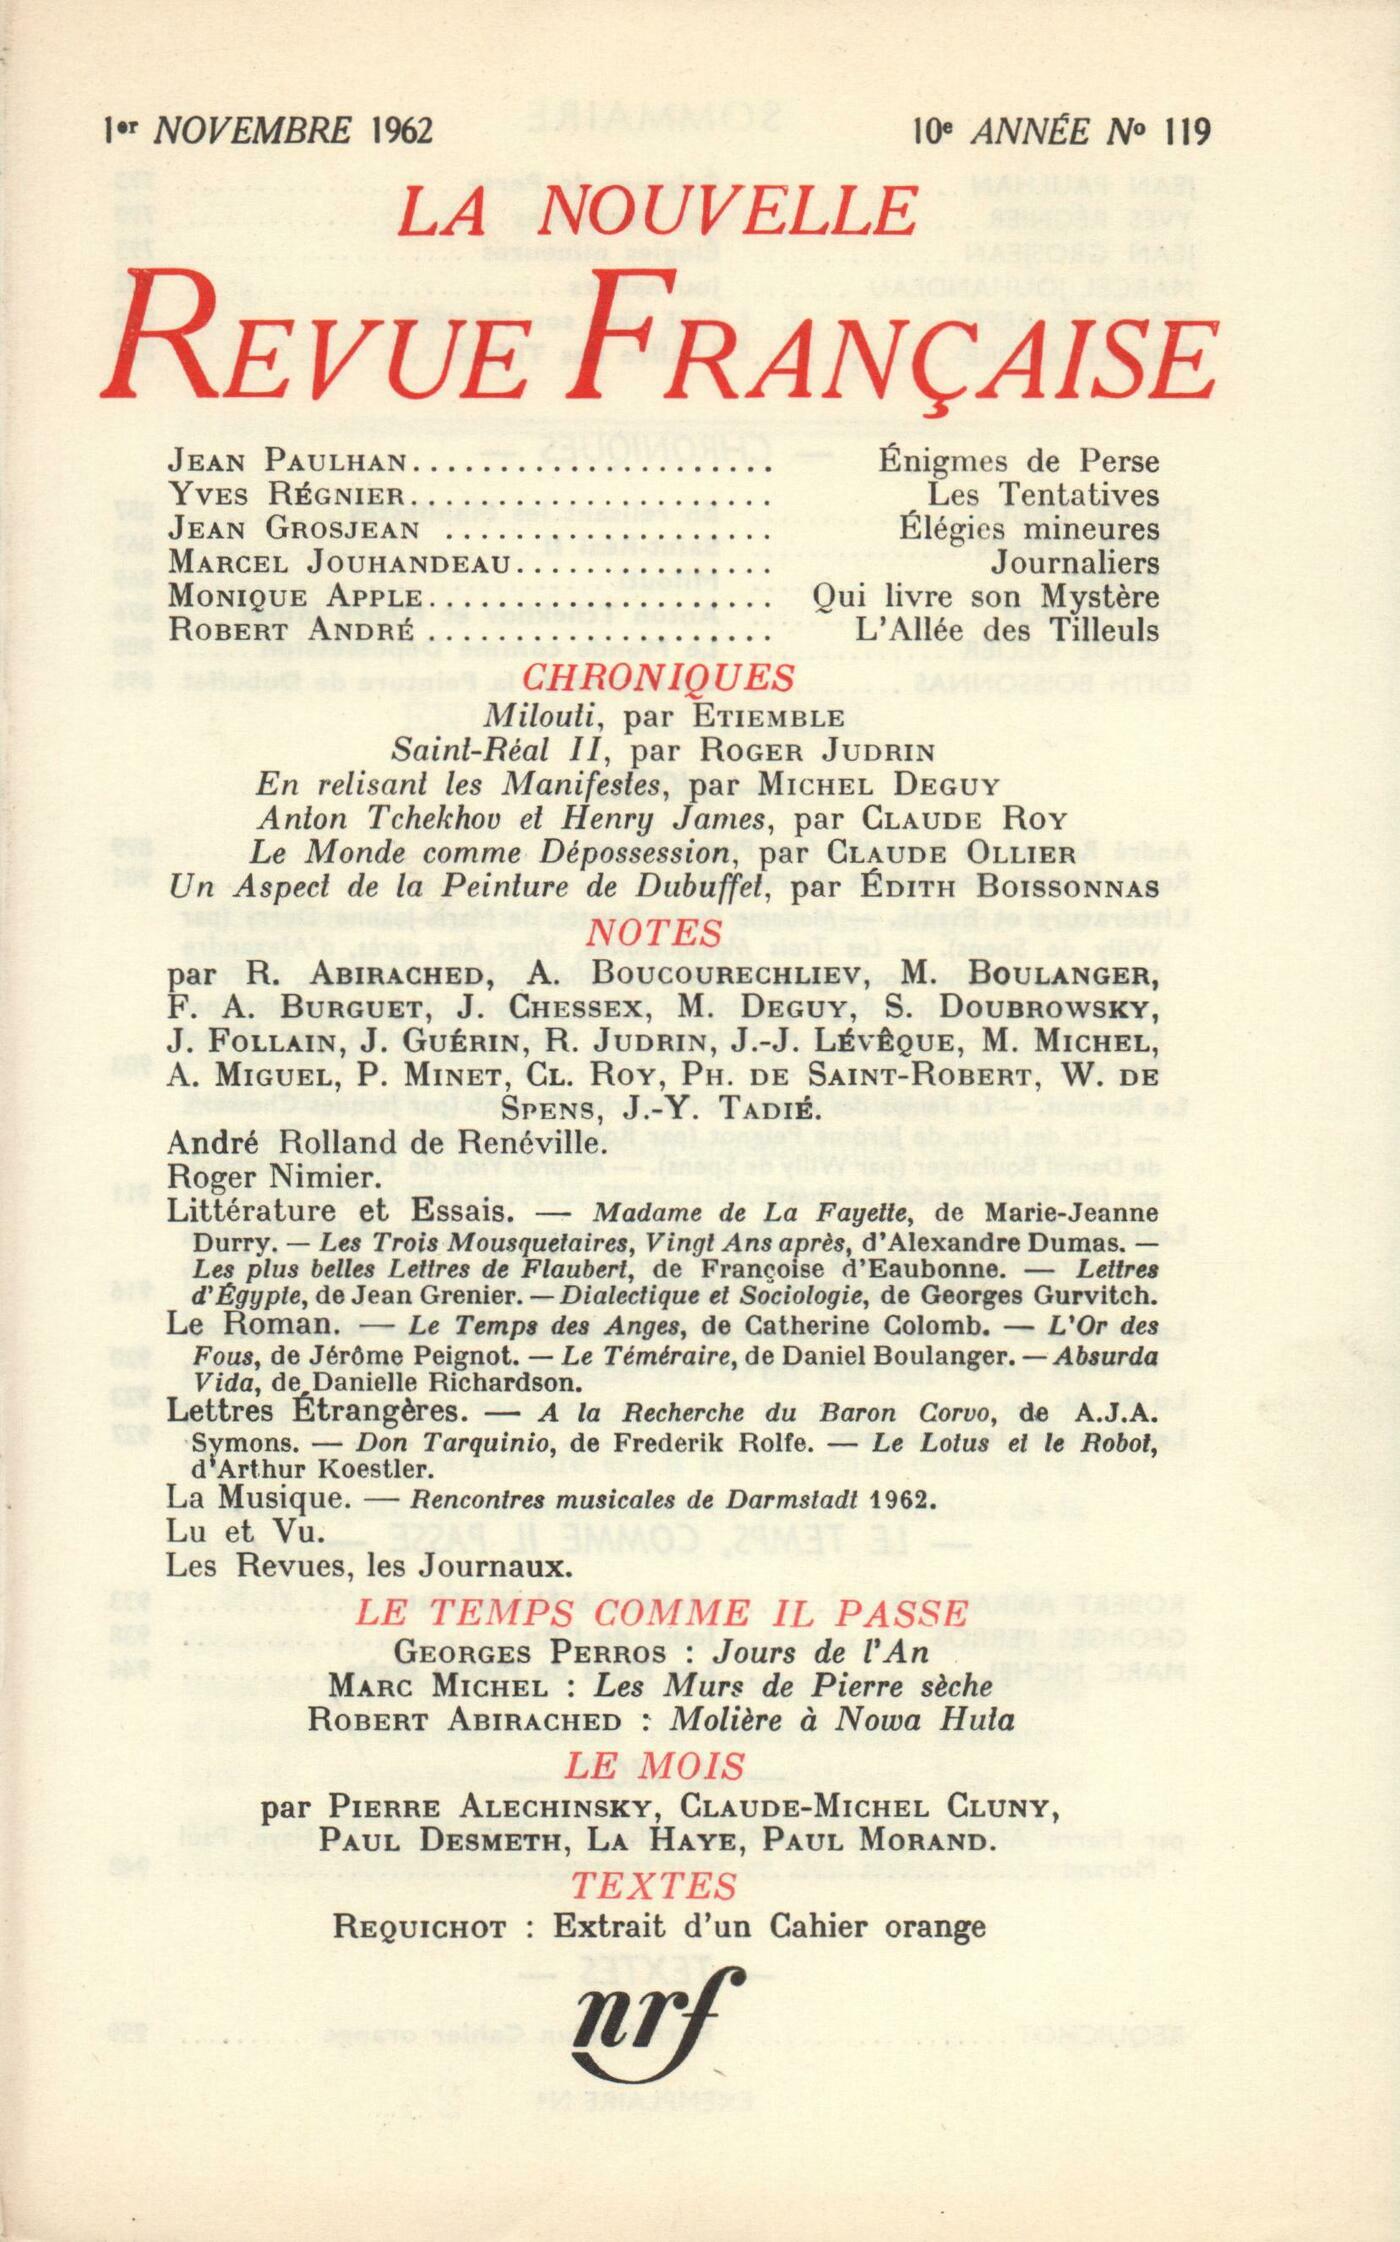 1er NOVEMBRE 1962 10e ANNÉE No 119
LA NOUVELLE
REVUE FRANÇAISE
JEAN PAULHAN..................... Énigmes de Perse
YVES RÉGNIER..................... Les Tentatives
JEAN GROSJEAN ................... Élégies mineures
MARCEL JOUHANDEAU............... Journaliers
MONIQUE APPLE.................... Qui livre son Mystère
ROBERT ANDRÉ .................... L'Allée des Tilleuls
CHRONIQUES
Milouti, par ETIEMBLE
Saint-Réal II, par ROGER JUDRIN
En relisant les Manifestes, par MICHEL DEGUY
Anton Tchekhov et Henry James, par CLAUDE ROY
Le Monde comme Dépossession, par CLAUDE OLLIER
Un Aspect de la Peinture de Dubuffet, par ÉDITH BOISSONNAS
NOTES
par R. ABIRACHED, A. BOUCOURECHLIEV, M. BOULANGER,
F. A. BURGUET, J. CHESSEX, M. DEGUY, S. DOUBROWSKY,
J. FOLLAIN, J. GUÉRIN, R. JUDRIN, J.-J. LÉVÊQUE, M. MICHEL,
A. MIGUEL, P. MINET, CL. ROY, PH. DE SAINT-ROBERT, W. DE
SPENS, J.-Y. TADIÉ.
André Rolland de Renéville.
Roger Nimier.
Littérature et Essais. — Madame de La Fayette, de Marie-Jeanne
Durry. — Les Trois Mousquetaires, Vingt Ans après, d'Alexandre Dumas. —
Les plus belles Lettres de Flaubert, de Françoise d'Eaubonne. — Lettres
d'Égypte, de Jean Grenier. — Dialectique et Sociologie, de Georges Gurvitch.
Le Roman. — Le Temps des Anges, de Catherine Colomb. — L'Or des
Fous, de Jérôme Peignot. — Le Téméraire, de Daniel Boulanger. — Absurda
Vida, de Danielle Richardson.
Lettres Étrangères. — A la Recherche du Baron Corvo, de A.J.A.
Symons. — Don Tarquinio, de Frederik Rolfe. — Le Lotus et le Robot,
d'Arthur Koestler.
La Musique. — Rencontres musicales de Darmstadt 1962.
Lu et Vu.
Les Revues, les Journaux.
LE TEMPS COMME IL PASSE
GEORGES PERROS : Jours de l'An
MARC MICHEL : Les Murs de Pierre sèche
ROBERT ABIRACHED : Molière à Nowa Huta
LE MOIS
par PIERRE ALECHINSKY, CLAUDE-MICHEL CLUNY,
PAUL DESMETH, LA HAYE, PAUL MORAND.
TEXTES
REQUICHOT : Extrait d'un Cahier orange
nrf